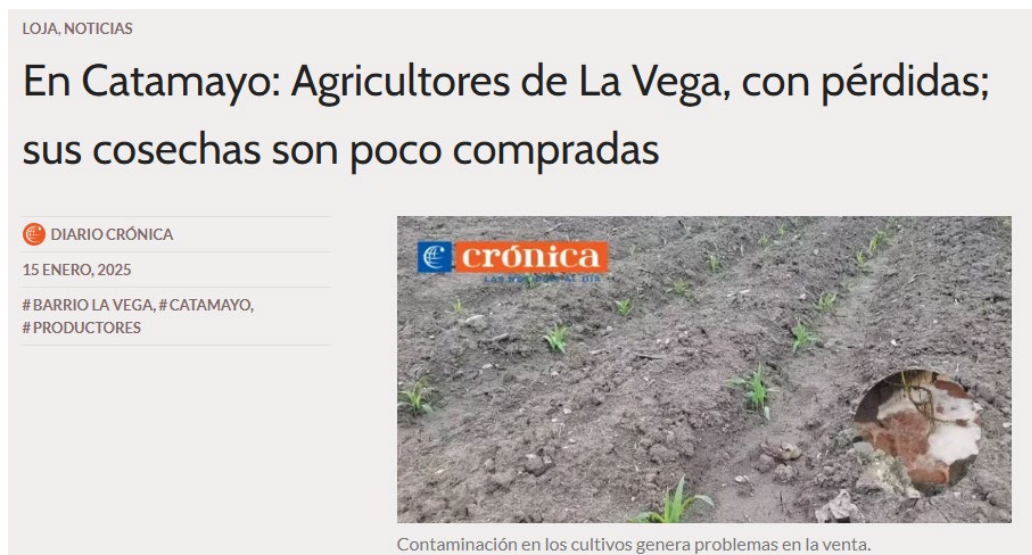 LOJA, NOTICIAS
En Catamayo: Agricultores de La Vega, con pérdidas;
sus cosechas son poco compradas
DIARIO CRÓNICA
15 ENERO, 2025
# BARRIO LA VEGA, # CATAMAYO,
# PRODUCTORES
crónica
Contaminación en los cultivos genera problemas en la venta.